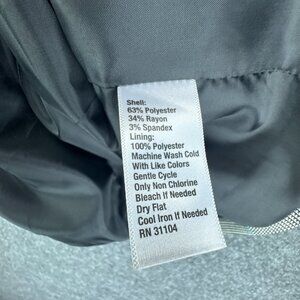 Shell:
63% Polyester
34% Rayon
3% Spandex
Lining:
100% Polyester
Machine Wash Cold
With Like Colors
Gentle Cycle
Only Non Chlorine
Bleach If Needed
Dry Flat
Cool Iron If Needed
RN 31104